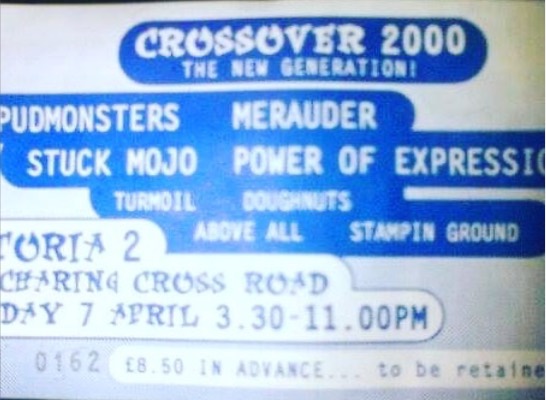 CROSSOVER 2000
THE NEW GENERATION!
PUDMONSTERS MERAUDER
STUCK MOJO POWER OF EXPRESSIO
TURMOIL DOUGHNUTS
ABOVE ALL STAMPIN GROUND
TORIA 2
CHARING CROSS ROAD
DAY 7 APRIL 3.30-11.00PM
0162 £8.50 IN ADVANCE... to be retaine